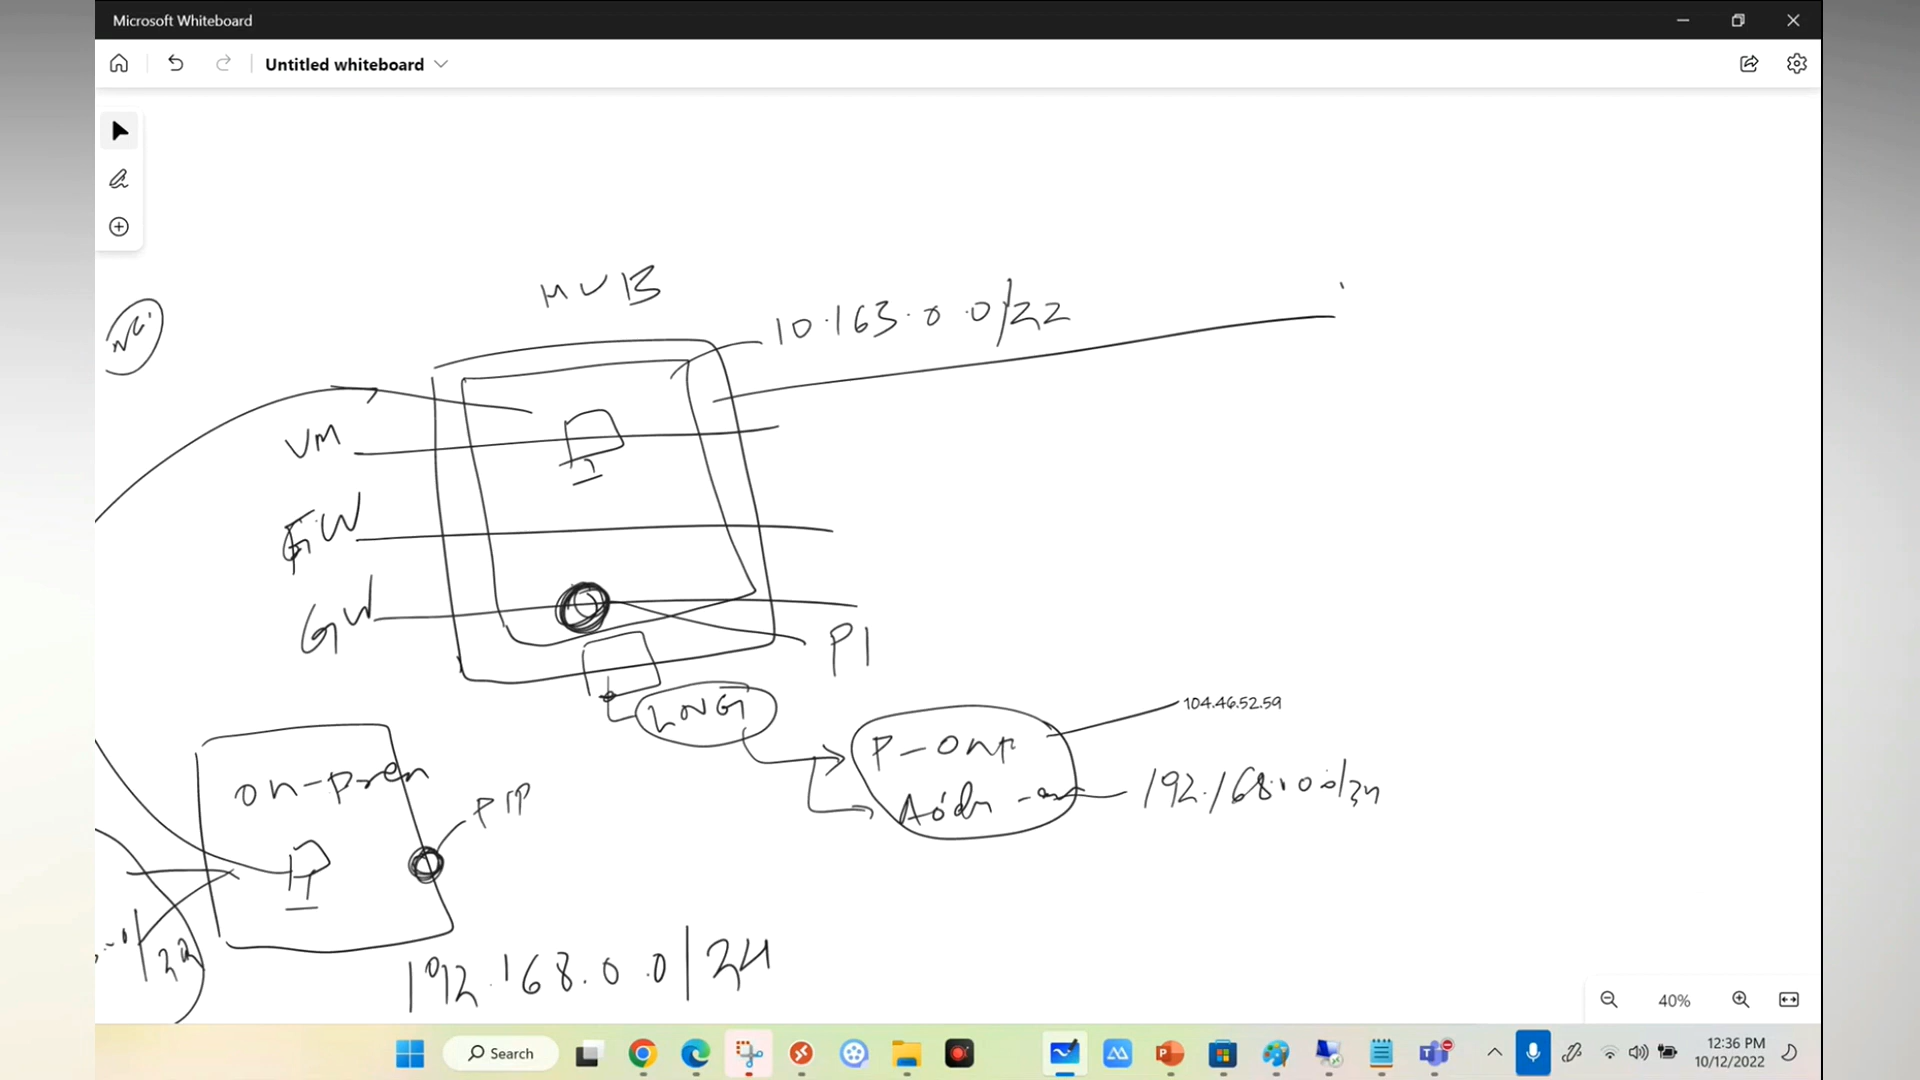 Microsoft Whiteboard
Untitled whiteboard
HUB
10.163.0.0/22
VM
FW
GW
P1
LNG
104.46.52.59
P-onp
192.168.0.0/24
on-prem
PIP
192.168.0.0/24
40%
Search
12:36 PM
10/12/2022